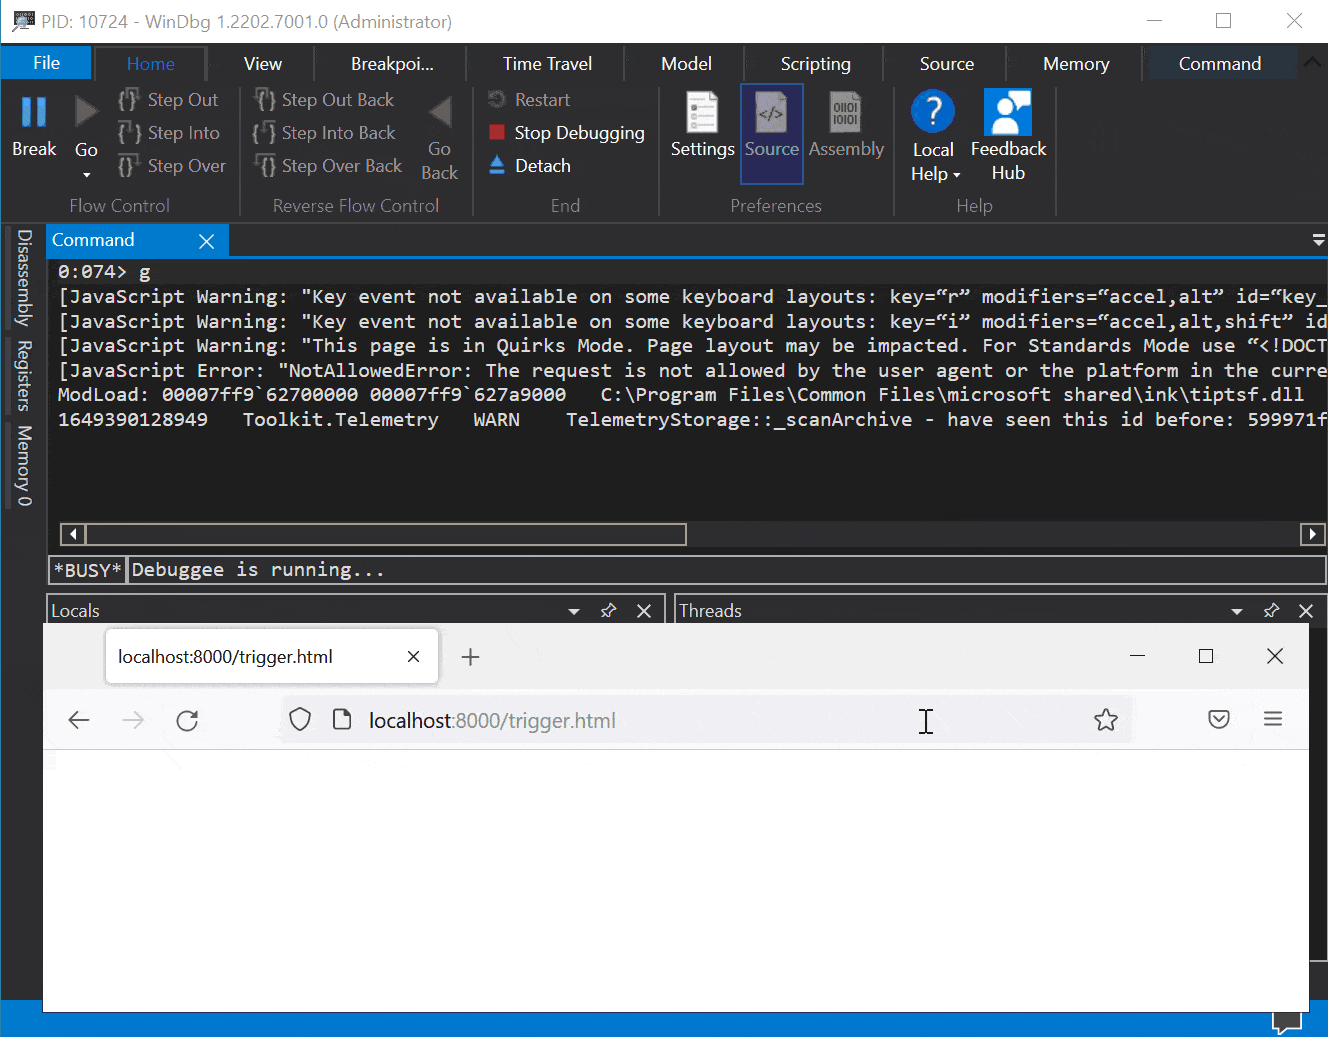 PID: 10724 - WinDbg 1.2202.7001.0 (Administrator)
File Home View Breakpoi... Time Travel Model Scripting Source Memory Command
Break
Go
Step Out
Step Into
Step Over
Flow Control
Step Out Back
Step Into Back
Step Over Back
Go
Back
Reverse Flow Control
Restart
Stop Debugging
Detach
End
Settings Source Assembly
Preferences
Local
Help
Feedback
Hub
Help
Disassembly
Registers
Memory 0
Command
0:074> g
[JavaScript Warning: "Key event not available on some keyboard layouts: key=“r” modifiers=“accel,alt” id=“key_
[JavaScript Warning: "Key event not available on some keyboard layouts: key=“i” modifiers=“accel,alt,shift” id
[JavaScript Warning: "This page is in Quirks Mode. Page layout may be impacted. For Standards Mode use “<!DOCT
[JavaScript Error: "NotAllowedError: The request is not allowed by the user agent or the platform in the curre
ModLoad: 00007ff9`62700000 00007ff9`627a9000   C:\Program Files\Common Files\microsoft shared\ink\tiptsf.dll
1649390128949   Toolkit.Telemetry   WARN    TelemetryStorage::_scanArchive - have seen this id before: 599971f
*BUSY* Debuggee is running...
Locals
Threads
localhost:8000/trigger.html
localhost:8000/trigger.html